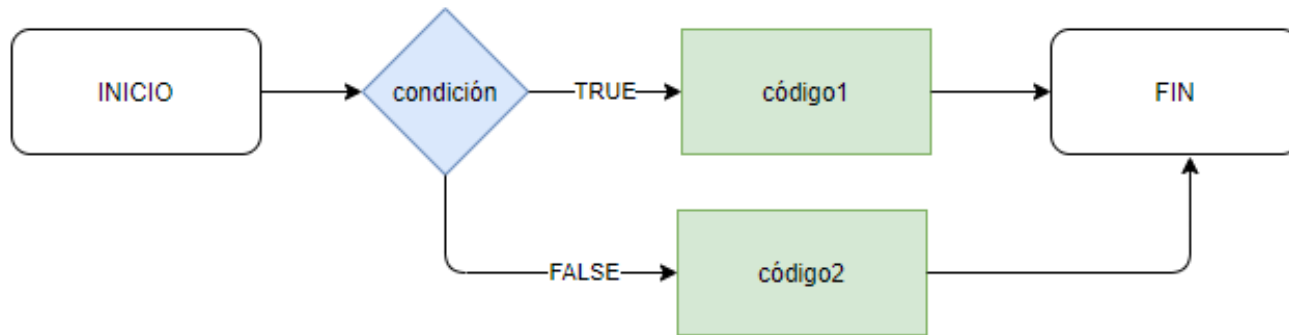 INICIO
condición
TRUE
código1
FIN
FALSE
código2